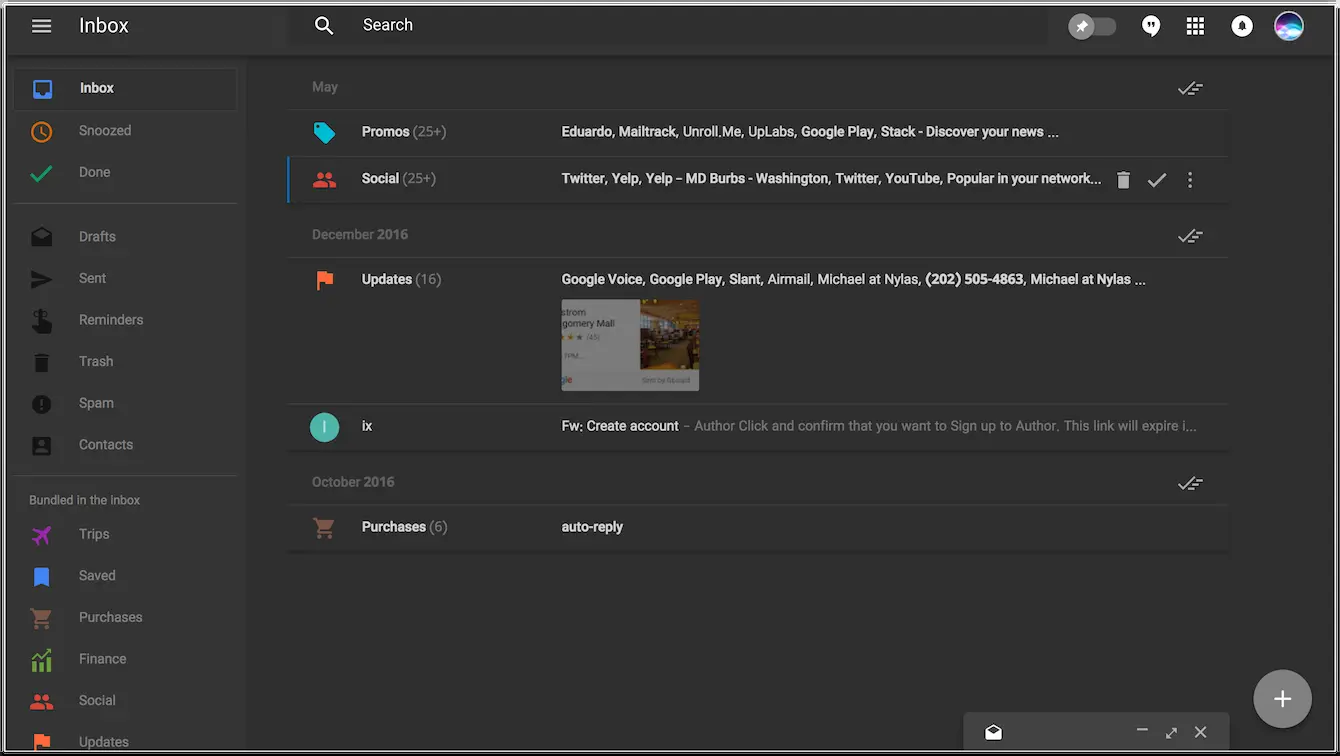 Inbox
Search
Inbox
Snoozed
Done
Drafts
Sent
Reminders
Trash
Spam
Contacts
Bundled in the inbox
Trips
Saved
Purchases
Finance
Social
Updates
May
Promos (25+) Eduardo, Mailtrack, Unroll.Me, UpLabs, Google Play, Stack - Discover your news ...
Social (25+) Twitter, Yelp, Yelp – MD Burbs - Washington, Twitter, YouTube, Popular in your network...
December 2016
Updates (16) Google Voice, Google Play, Slant, Airmail, Michael at Nylas, (202) 505-4863, Michael at Nylas ...
strom
gomery Mall
(45)
7PM...
gle
I ix Fw: Create account – Author Click and confirm that you want to Sign up to Author. This link will expire i...
October 2016
Purchases (6) auto-reply